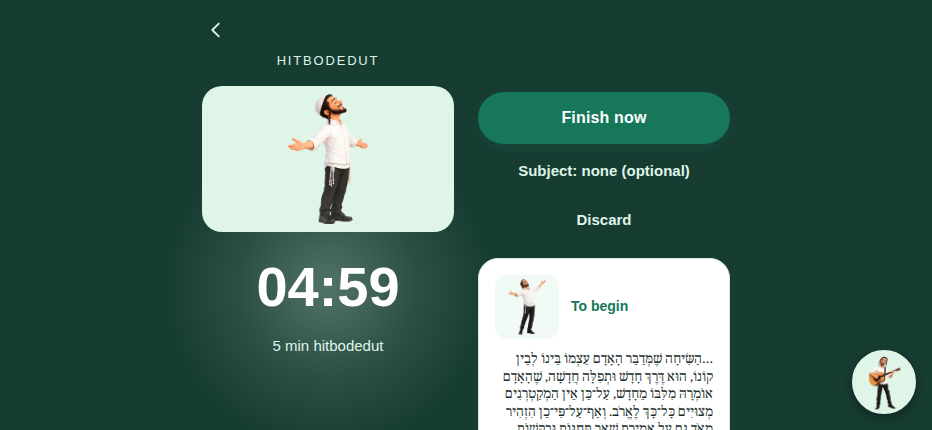 HITBODEDUT
04:59
5 min hitbodedut
Finish now
Subject: none (optional)
Discard
To begin
...הַשִּׂיחָה שֶׁמְּדַבֵּר הָאָדָם עַצְמוֹ בֵּינוֹ לְבֵין
קוֹנוֹ, הוּא דֶּרֶךְ חָדָשׁ וּתְפִלָּה חֲדָשָׁה, שֶׁהָאָדָם
אוֹמְרָהּ מִלִּבּוֹ מֵחָדָשׁ, עַל־כֵּן אֵין הַמְקַטְרְגִים
מְצוּיִים כָּל־כָּךְ לֶאֱרֹב. וְאַף־עַל־פִּי־כֵן הִזְהִיר
מְאֹד גַּם עַל אֲמִירַת שְׁאָר תְּחִנּוֹת וּבַקָּשׁוֹת